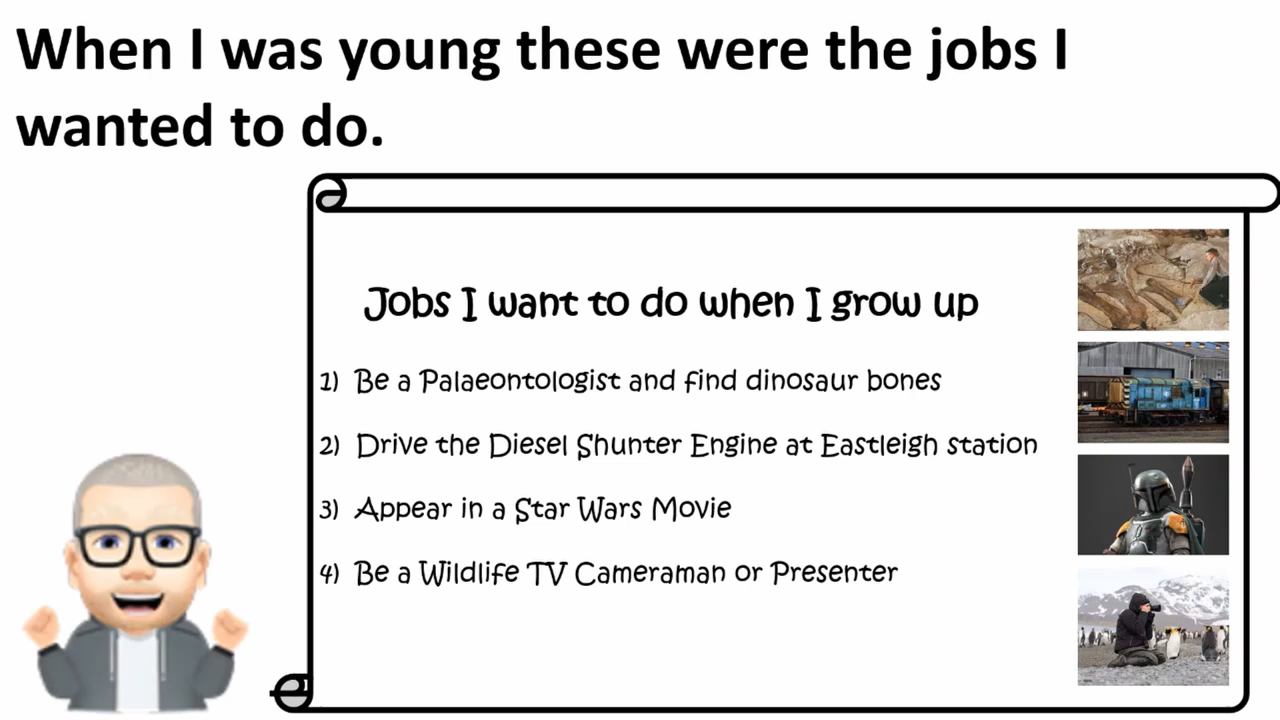 When I was young these were the jobs I
wanted to do.
Jobs I want to do when I grow up
1) Be a Palaeontologist and find dinosaur bones
2) Drive the Diesel Shunter Engine at Eastleigh station
3) Appear in a Star Wars Movie
4) Be a Wildlife TV Cameraman or Presenter